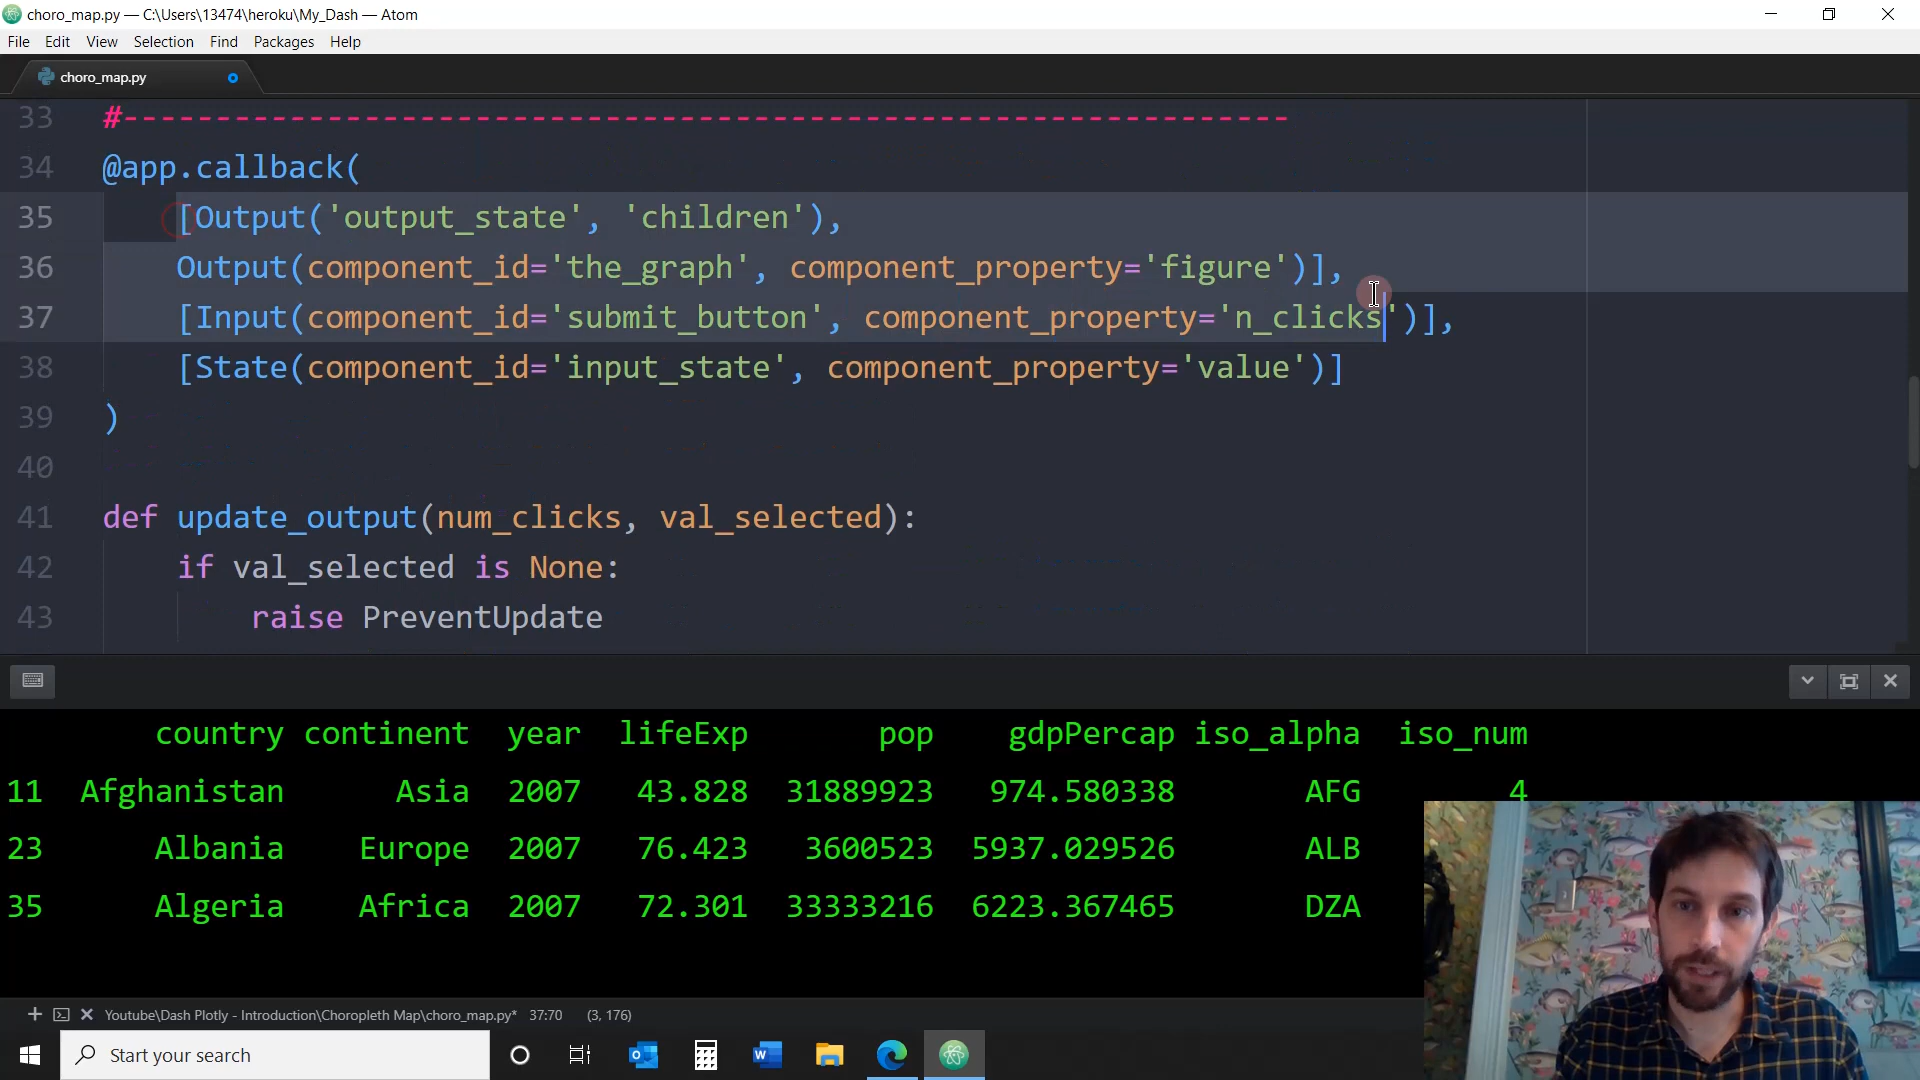 choro_map.py — C:\Users\13474\heroku\My_Dash — Atom
File Edit View Selection Find Packages Help
choro_map.py
33 #---------------------------------------------------------------
34 @app.callback(
35 [Output('output_state', 'children'),
36 Output(component_id='the_graph', component_property='figure')],
37 [Input(component_id='submit_button', component_property='n_clicks')],
38 [State(component_id='input_state', component_property='value')]
39 )
40
41 def update_output(num_clicks, val_selected):
42 if val_selected is None:
43 raise PreventUpdate
country continent year lifeExp pop gdpPercap iso_alpha iso_num
11 Afghanistan Asia 2007 43.828 31889923 974.580338 AFG 4
23 Albania Europe 2007 76.423 3600523 5937.029526 ALB
35 Algeria Africa 2007 72.301 33333216 6223.367465 DZA
Youtube\Dash Plotly - Introduction\Choropleth Map\choro_map.py* 37:70 (3, 176)
Start your search